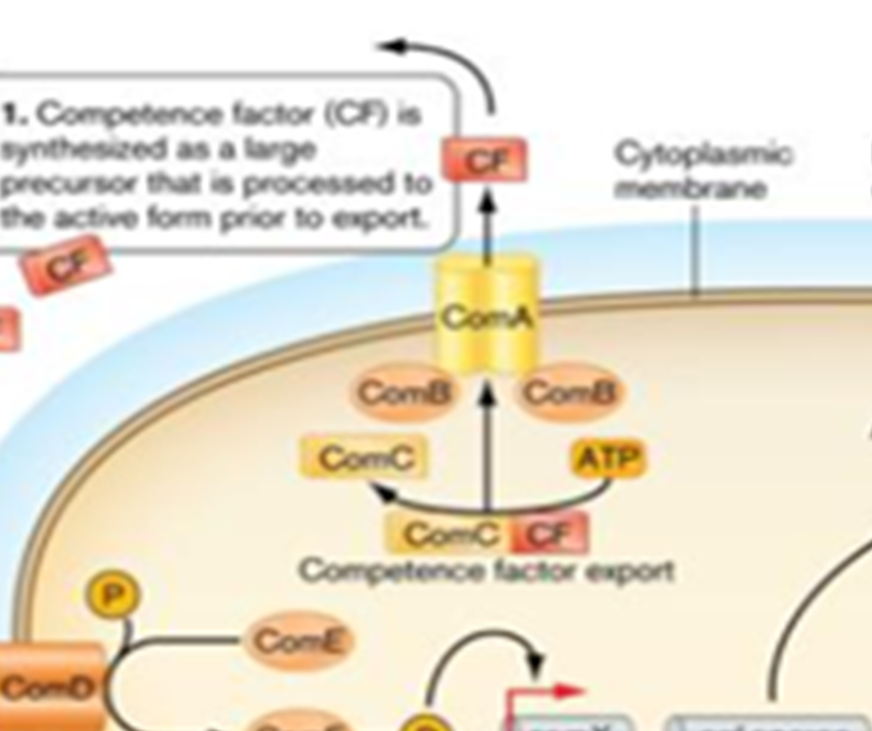 CF
1. Competence factor (CF) is
synthesized as a large
precursor that is processed to
the active form prior to export.
Cytoplasmic
membrane
CF
ComA
ComB
ComB
ComC
ATP
ComC CF
Competence factor export
P
ComE
ComD